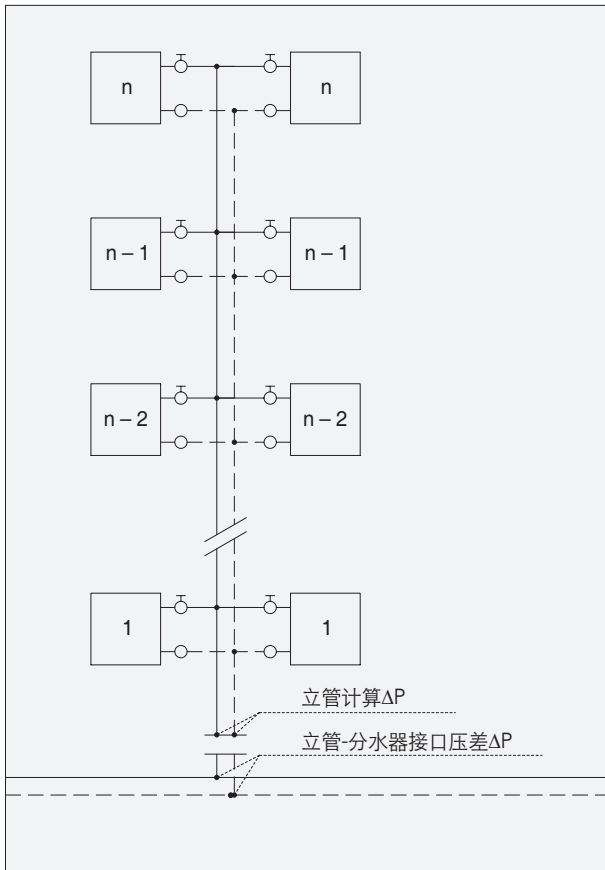 n n
n – 1 n – 1
n – 2 n – 2
1 1
立管计算ΔP
立管-分水器接口压差ΔP